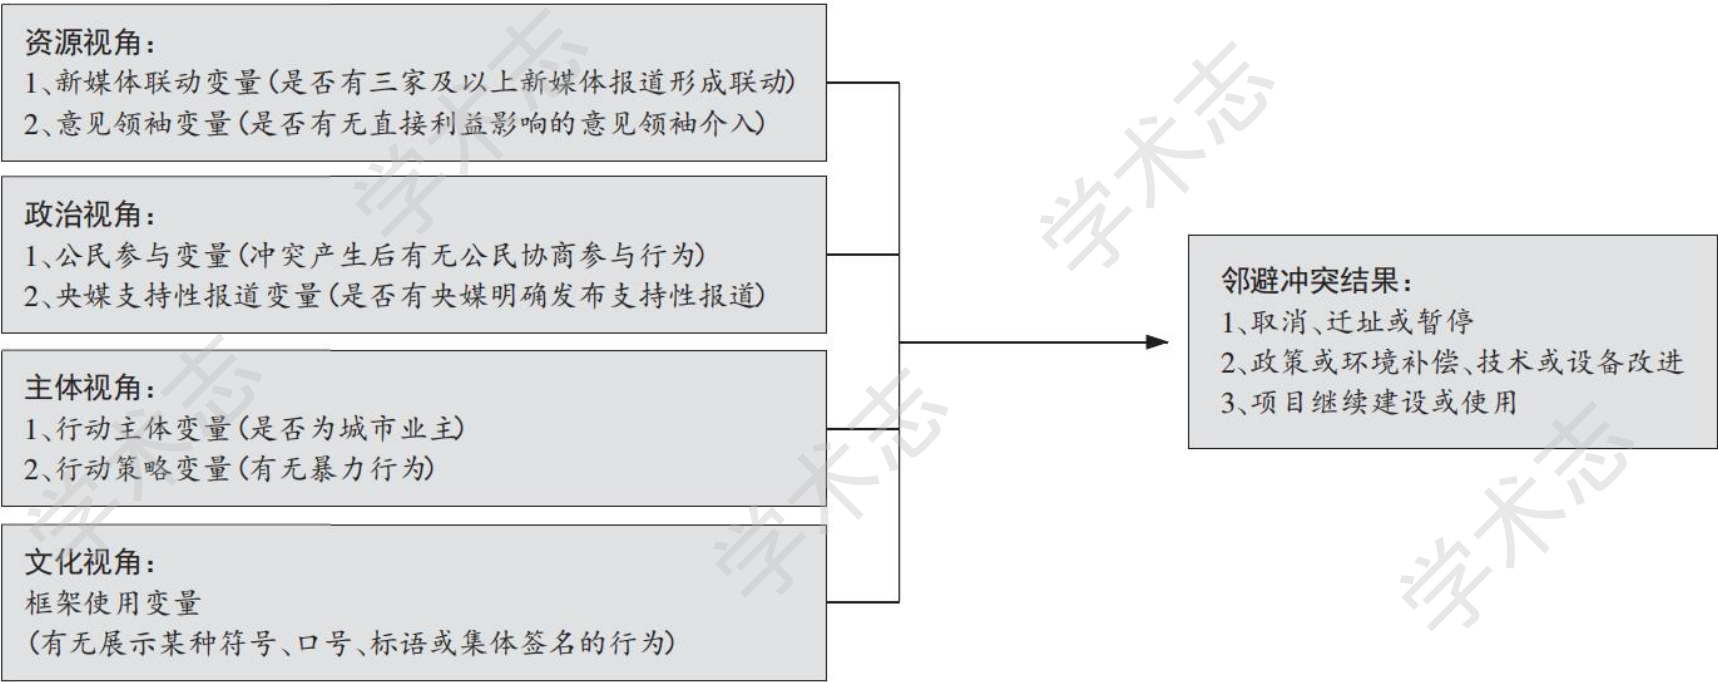 资源视角：
1、新媒体联动变量(是否有三家及以上新媒体报道形成联动)
2、意见领袖变量(是否有无直接利益影响的意见领袖介入)
政治视角：
1、公民参与变量(冲突产生后有无公民协商参与行为)
2、央媒支持性报道变量(是否有央媒明确发布支持性报道)
主体视角：
1、行动主体变量(是否为城市业主)
2、行动策略变量(有无暴力行为)
文化视角：
框架使用变量
(有无展示某种符号、口号、标语或集体签名的行为)
邻避冲突结果：
1、取消、迁址或暂停
2、政策或环境补偿、技术或设备改进
3、项目继续建设或使用
学术志
学术志
学术志
学术志
学术志